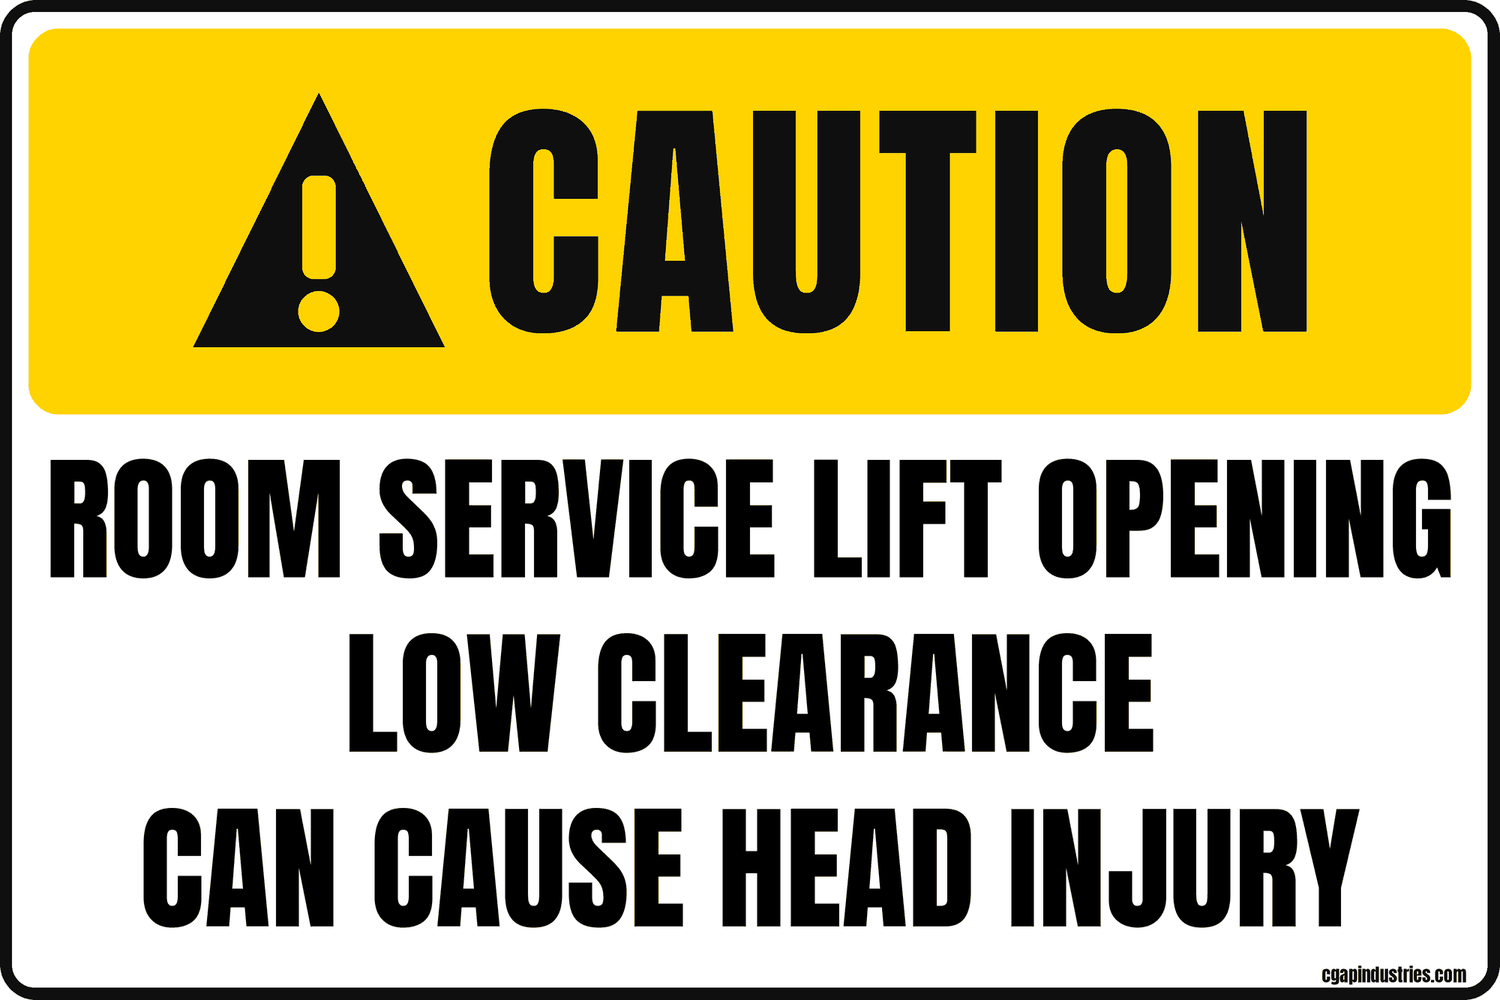 CAUTION
ROOM SERVICE LIFT OPENING
LOW CLEARANCE
CAN CAUSE HEAD INJURY
cgapindustries.com